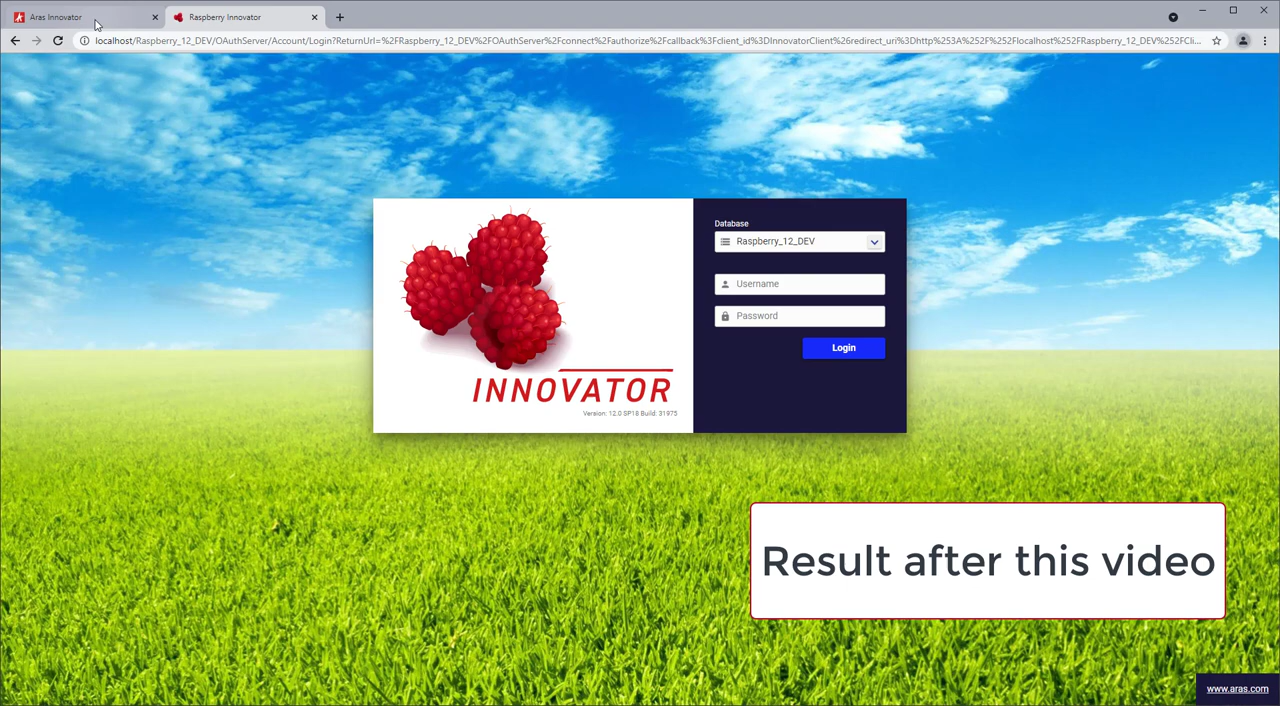 Aras Innovator
Raspberry Innovator
localhost/Raspberry_12_DEV/OAuthServer/Account/Login?ReturnUrl=%2FRaspberry_12_DEV%2FOAuthServer%2Fconnect%2Fauthorize%2Fcallback%3Fclient_id%3DInnovatorClient%26redirect_uri%3Dhttp%253A%252F%252Flocalhost%252FRaspberry_12_DEV%252FCli...
Database
Raspberry_12_DEV
Username
Password
Login
INNOVATOR
Version: 12.0 SP18 Build: 31975
Result after this video
www.aras.com